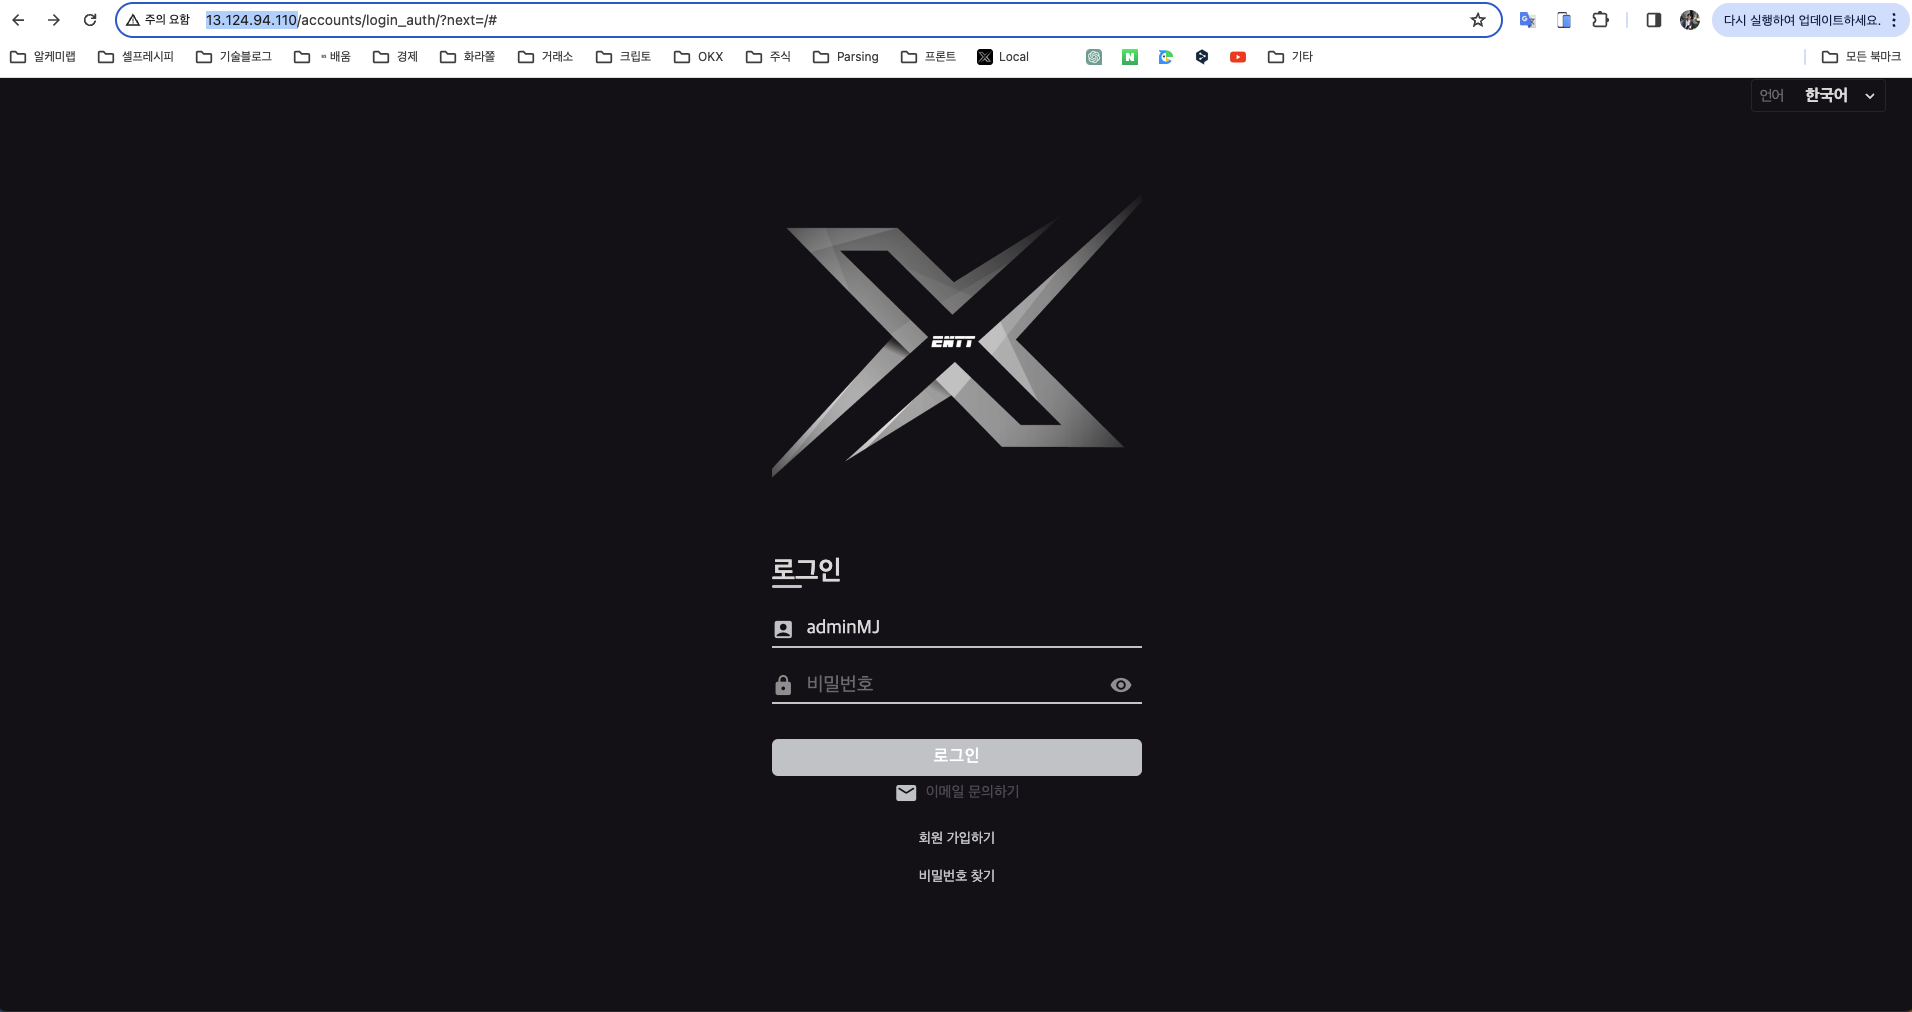 주의 요함 13.124.94.110/accounts/login_auth/?next=/# 다시 실행하여 업데이트하세요.
알케미랩 셀프레시피 기술블로그 배움 경제 화라쫄 거래소 크립토 OKX 주식 Parsing 프론트 Local N 기타 모든 북마크
언어 한국어
ENTT
로그인
adminMJ
비밀번호
로그인
이메일 문의하기
회원 가입하기
비밀번호 찾기